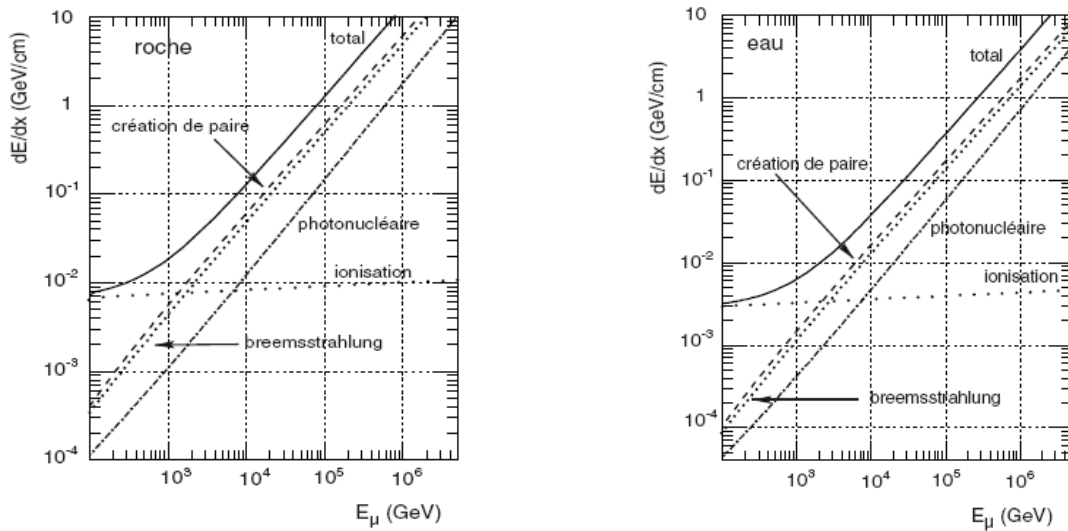 roche
total
création de paire
photonucléaire
ionisation
breemsstrahlung
dE/dx (GeV/cm)
10
1
10⁻¹
10⁻²
10⁻³
10⁻⁴
10³
10⁴
10⁵
10⁶
E_μ (GeV)
eau
total
création de paire
photonucléaire
ionisation
breemsstrahlung
dE/dx (GeV/cm)
10
1
10⁻¹
10⁻²
10⁻³
10⁻⁴
10³
10⁴
10⁵
10⁶
E_μ (GeV)